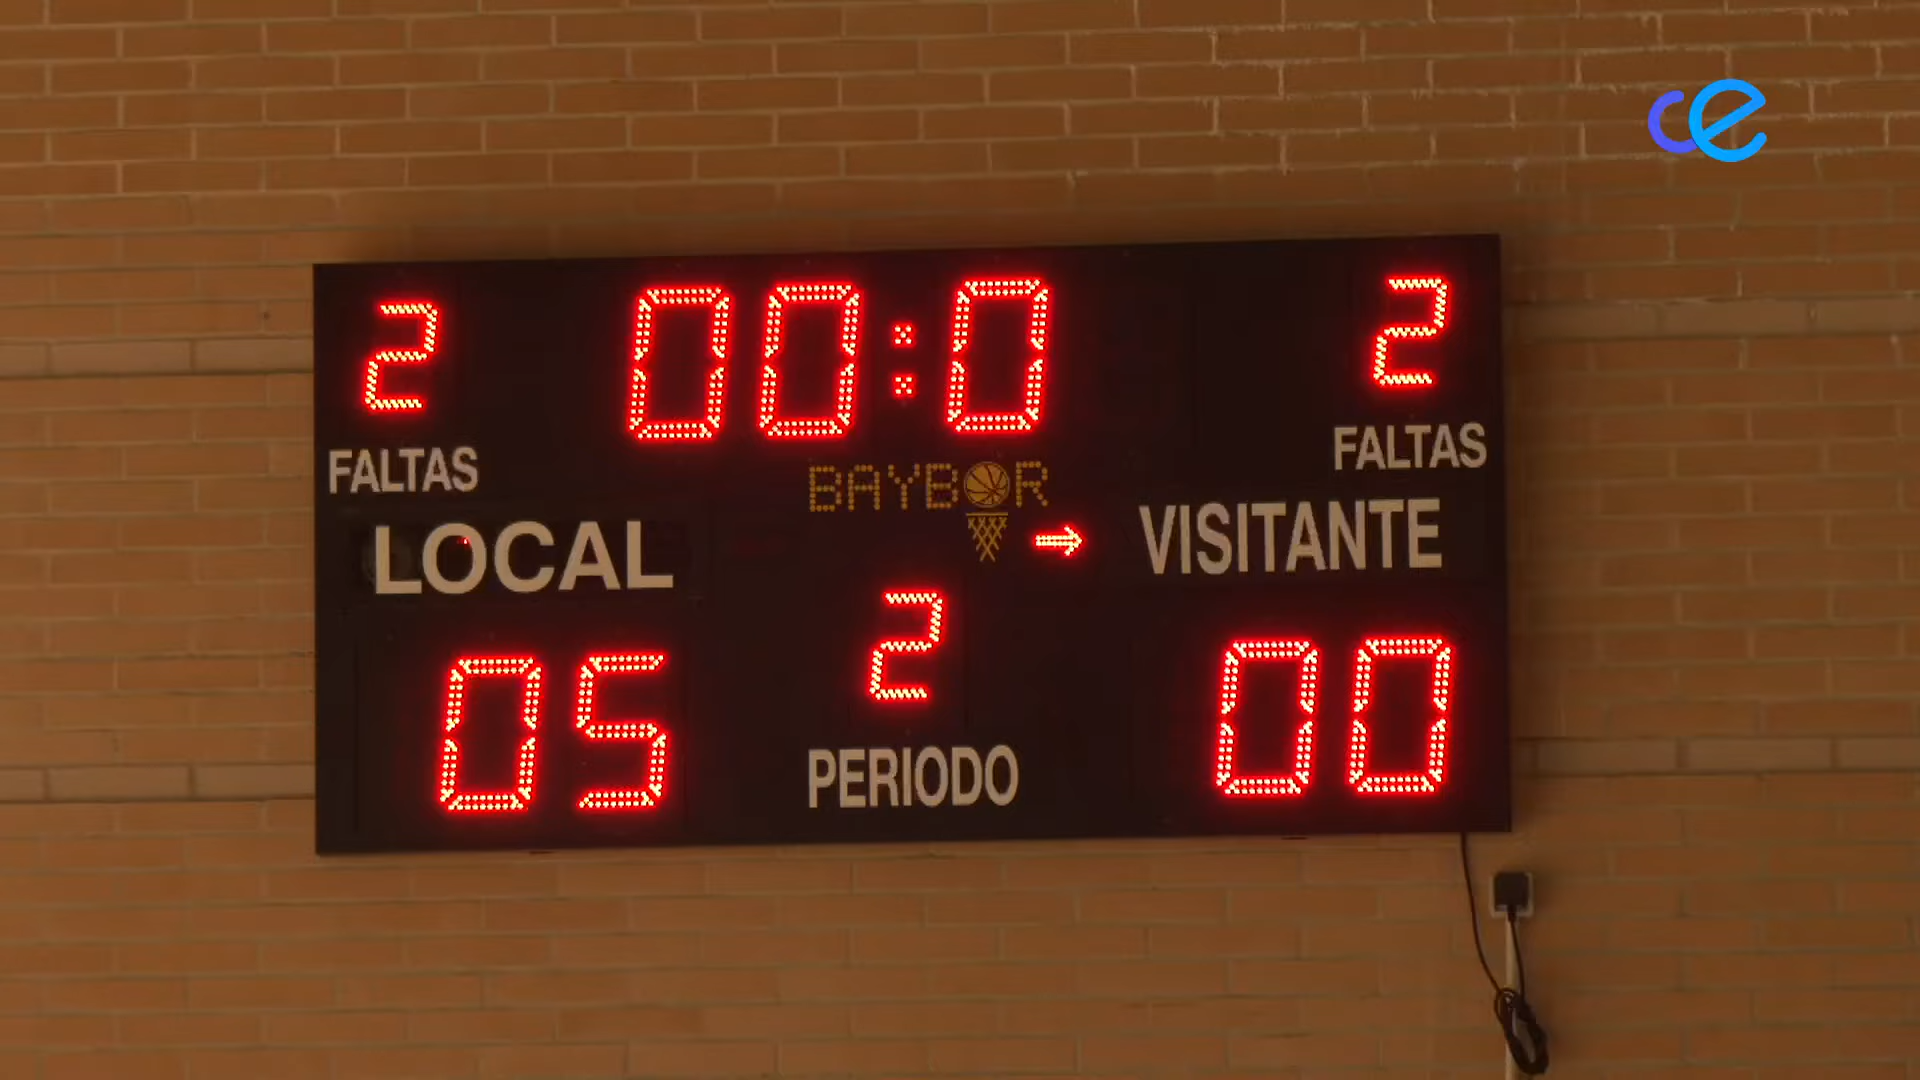 ce
2 00:0 2
FALTAS FALTAS
BAYBOR
LOCAL → VISITANTE
2
05 00
PERIODO